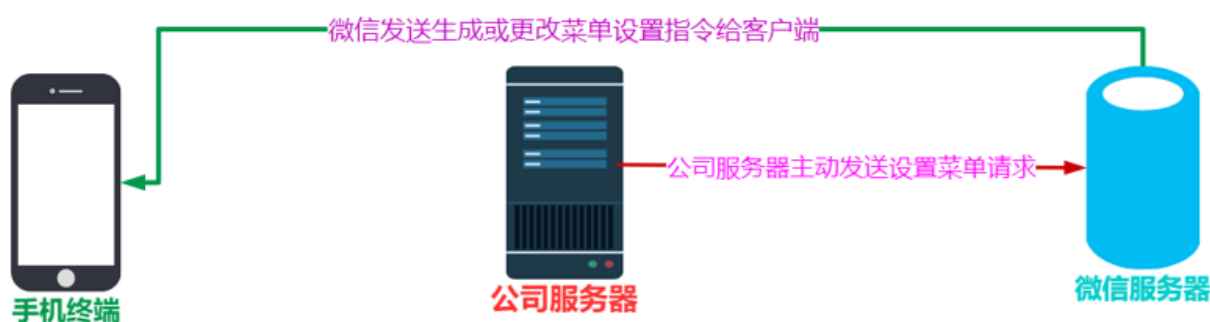 微信发送生成或更改菜单设置指令给客户端
公司服务器主动发送设置菜单请求
手机终端
公司服务器
微信服务器